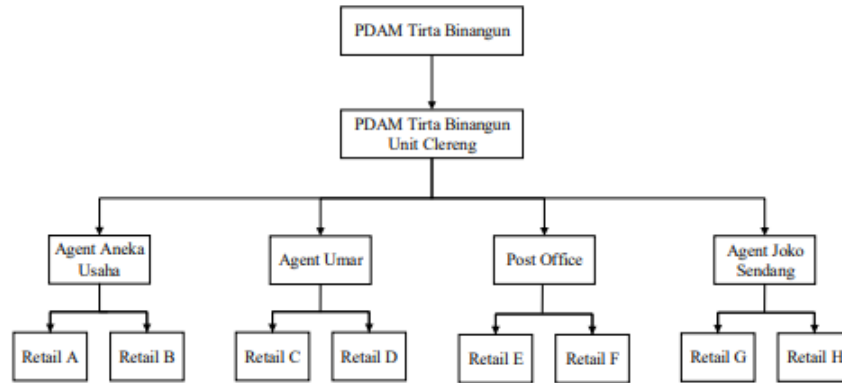 PDAM Tirta Binangun
PDAM Tirta Binangun
Unit Clereng
Agent Aneka
Usaha
Agent Umar
Post Office
Agent Joko
Sendang
Retail A
Retail B
Retail C
Retail D
Retail E
Retail F
Retail G
Retail H